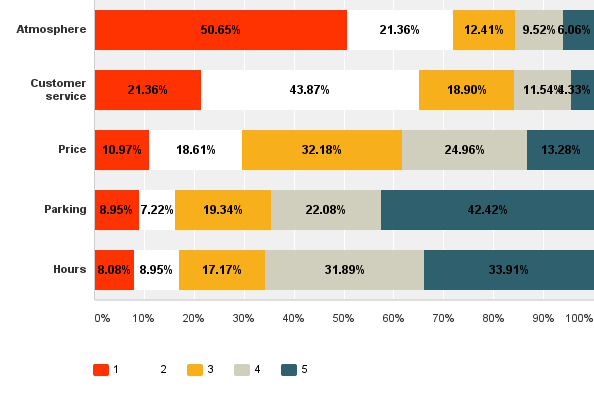 Atmosphere 50.65% 21.36% 12.41% 9.52% 6.06%
Customer
service 21.36% 43.87% 18.90% 11.54% 4.33%
Price 10.97% 18.61% 32.18% 24.96% 13.28%
Parking 8.95% 7.22% 19.34% 22.08% 42.42%
Hours 8.08% 8.95% 17.17% 31.89% 33.91%
0% 10% 20% 30% 40% 50% 60% 70% 80% 90% 100%
1 2 3 4 5